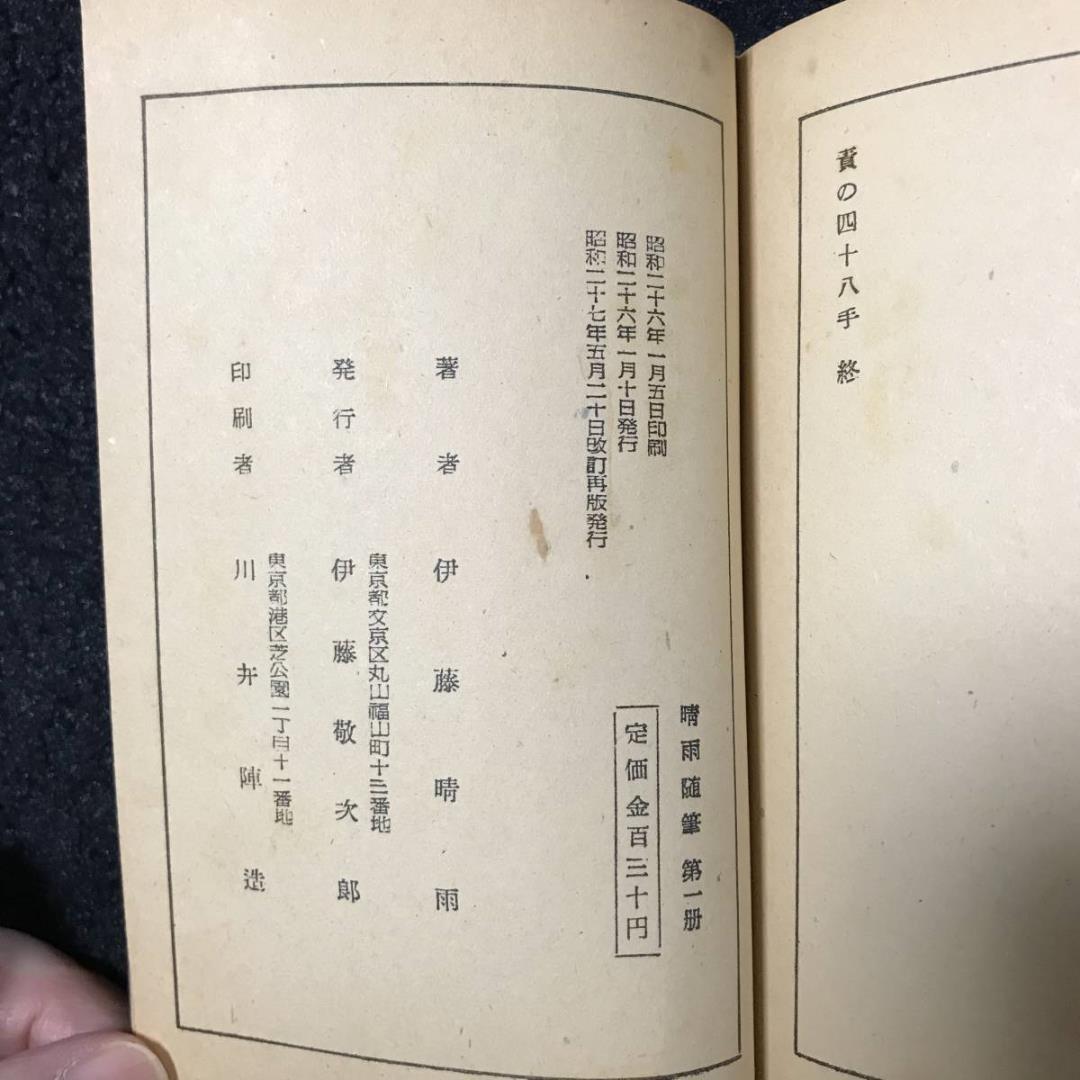 責の四十八手 終
晴雨随筆 第一册
定価金百三十円
昭和二十六年一月五日印刷
昭和二十六年一月十日発行
昭和二十七年五月二十日改訂再版発行
著者 伊藤晴雨
東京都文京区丸山福山町十三番地
発行者 伊藤敬次郎
東京都港区芝公園一丁目十一番地
印刷者 川井陣造